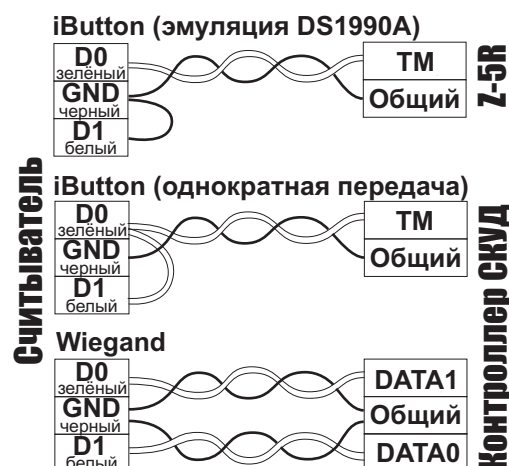 iButton (эмуляция DS1990A)
D0
зелёный
GND
черный
D1
белый
TM
Общий
Z-5R
Считыватель
iButton (однократная передача)
D0
зелёный
GND
черный
D1
белый
TM
Общий
Контроллер СКУД
Wiegand
D0
зелёный
GND
черный
D1
белый
DATA1
Общий
DATA0